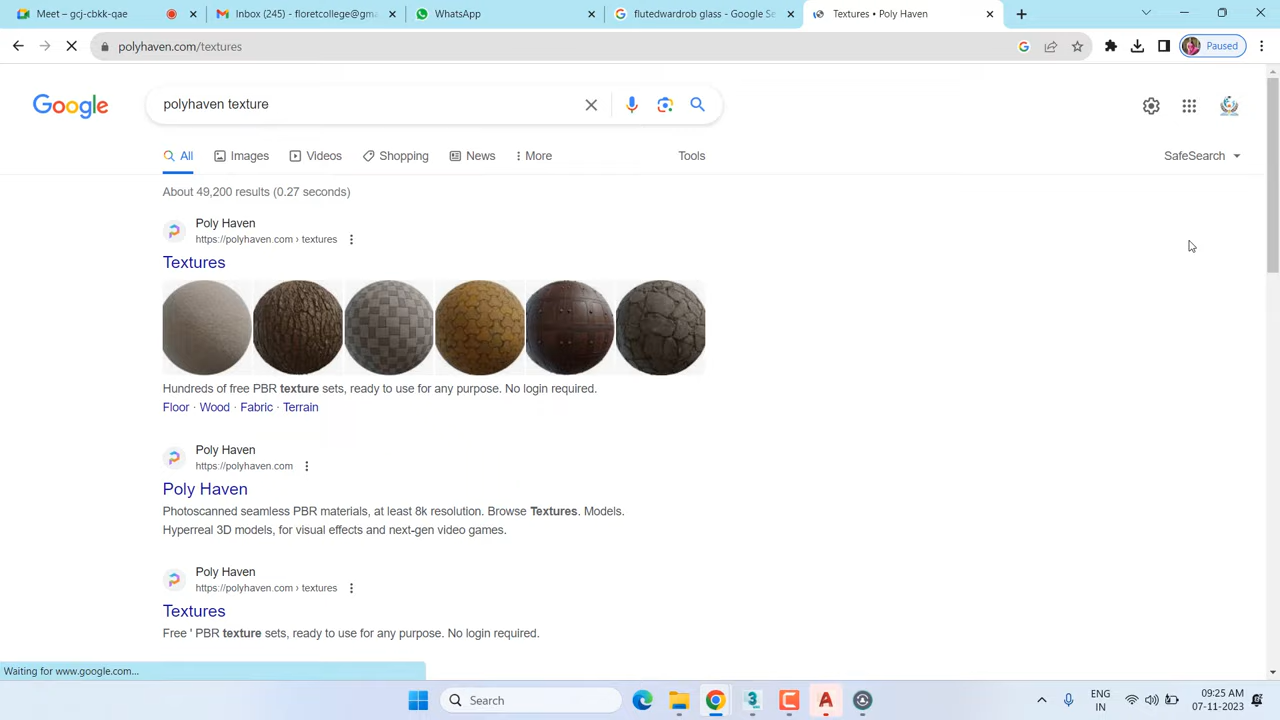 Meet - gcj-cbkk-aae
Inbox (245) - floretcollege@gma
WhatsApp
flutedwardrob glass - Google Se
Textures • Poly Haven
polyhaven.com/textures
Paused
Google
polyhaven texture
All
Images
Videos
Shopping
News
More
Tools
SafeSearch
About 49,200 results (0.27 seconds)
Poly Haven
https://polyhaven.com › textures
Textures
Hundreds of free PBR texture sets, ready to use for any purpose. No login required.
Floor · Wood · Fabric · Terrain
Poly Haven
https://polyhaven.com
Poly Haven
Photoscanned seamless PBR materials, at least 8k resolution. Browse Textures. Models.
Hyperreal 3D models, for visual effects and next-gen video games.
Poly Haven
https://polyhaven.com › textures
Textures
Free ' PBR texture sets, ready to use for any purpose. No login required.
Waiting for www.google.com...
Search
ENG
IN
09:25 AM
07-11-2023